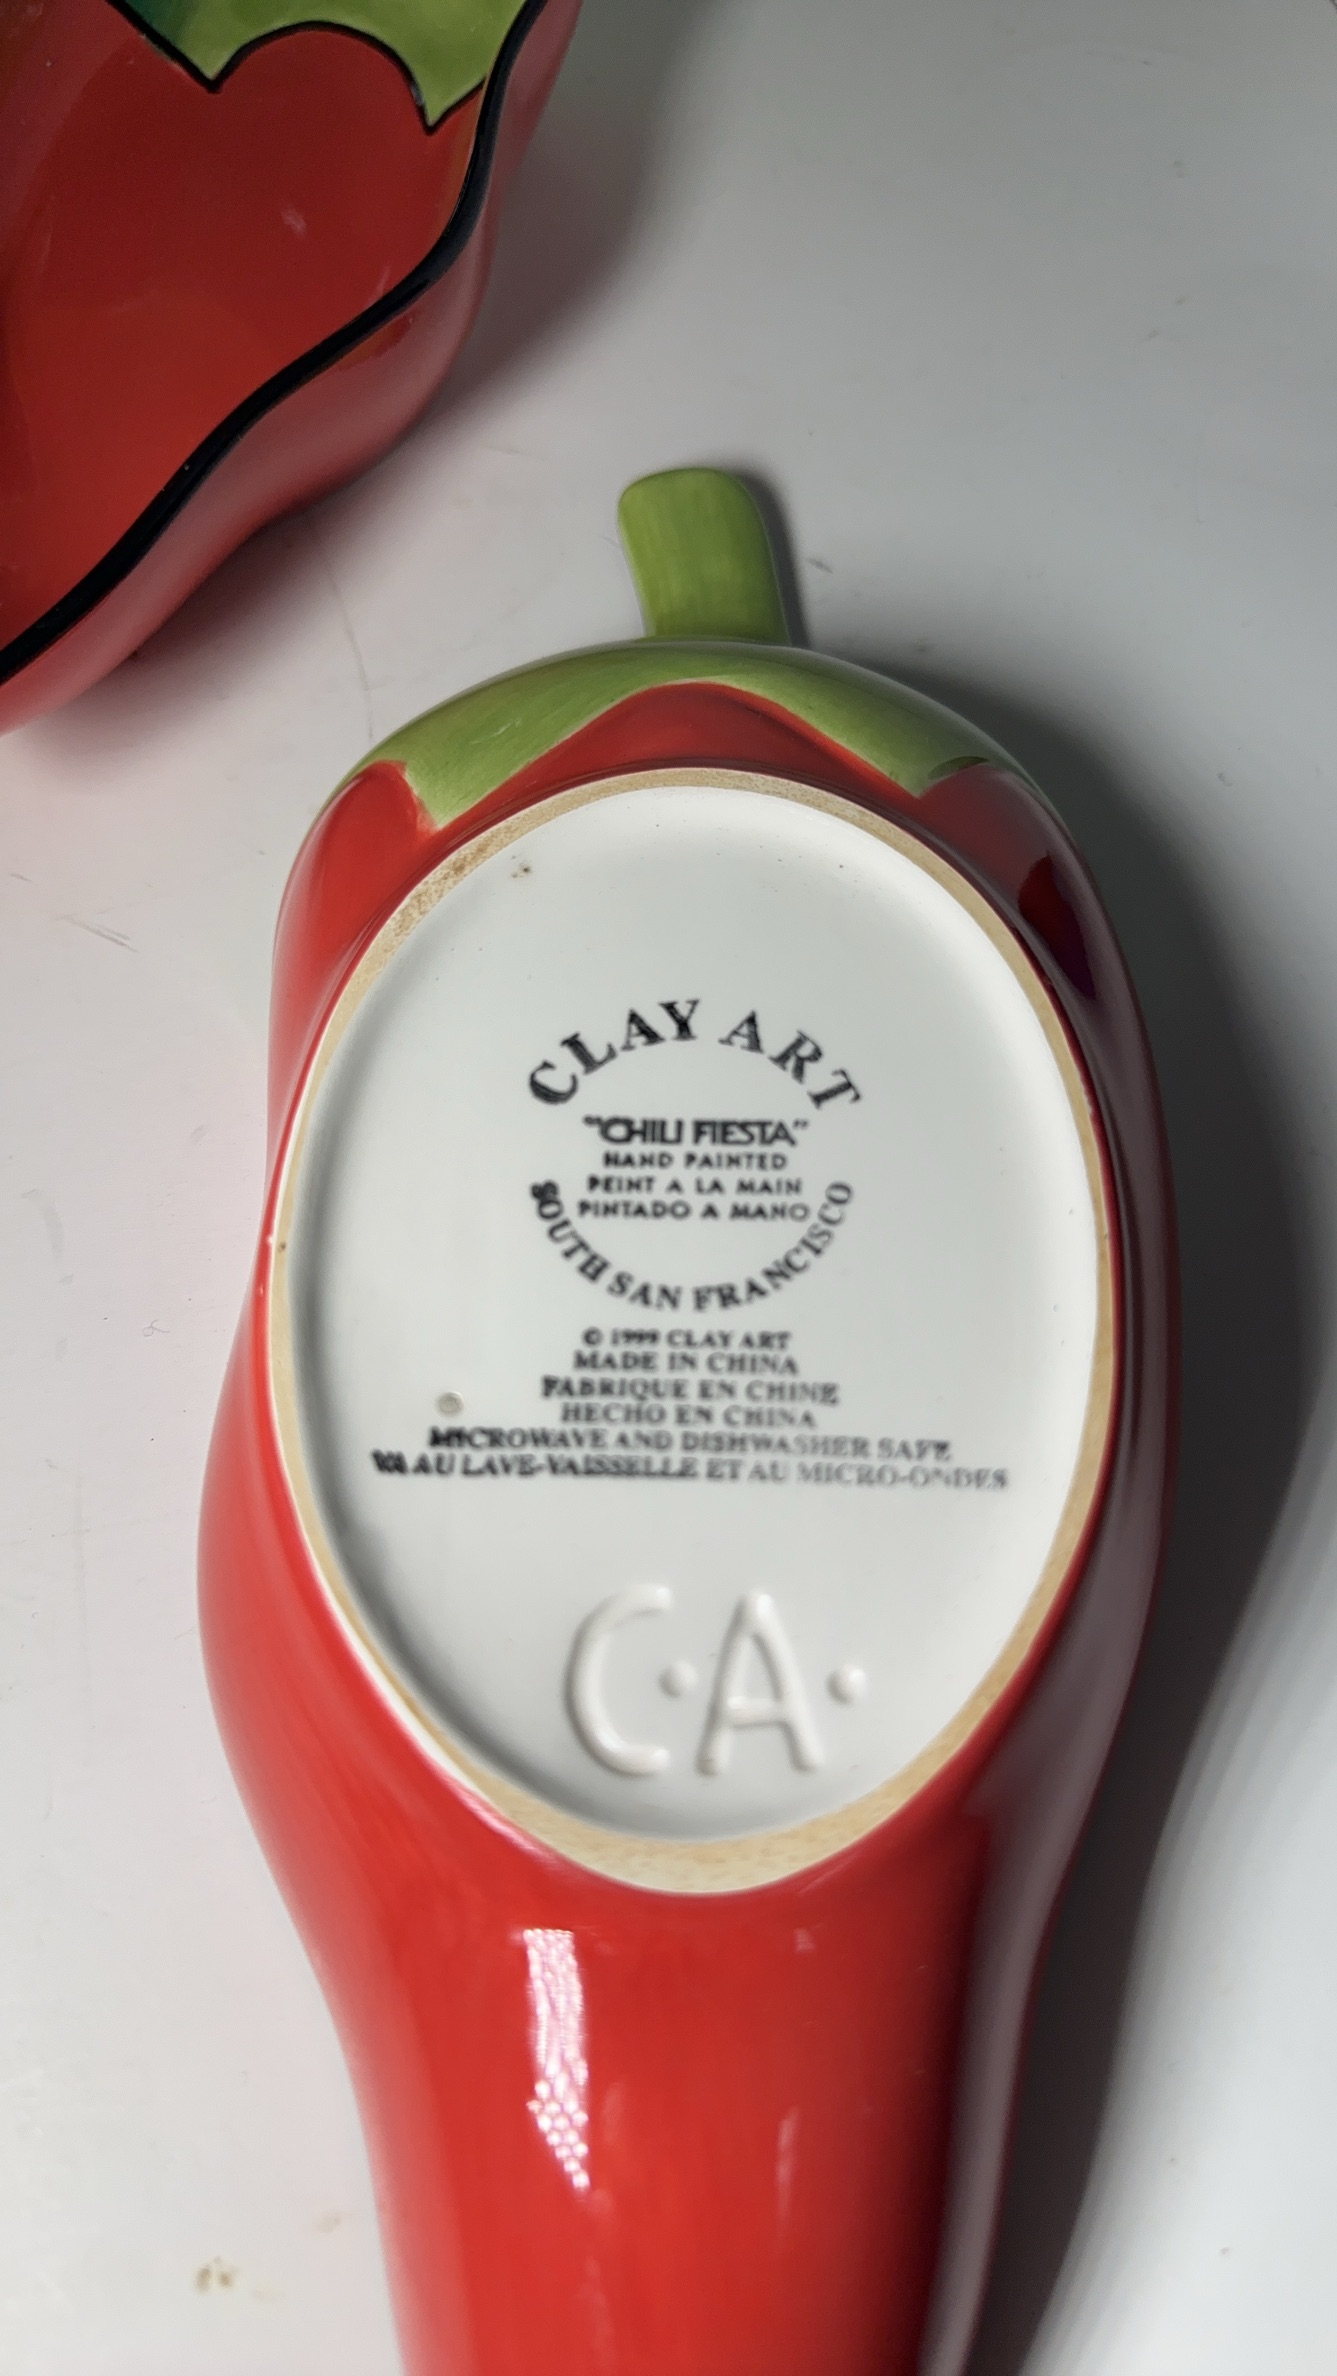 CLAY ART
"CHILI FIESTA"
HAND PAINTED
PEINT A LA MAIN
PINTADO A MANO
SOUTH SAN FRANCISCO
© 1999 CLAY ART
MADE IN CHINA
FABRIQUE EN CHINE
HECHO EN CHINA
MICROWAVE AND DISHWASHER SAFE
VA AU LAVE-VAISSELLE ET AU MICRO-ONDES
C·A·